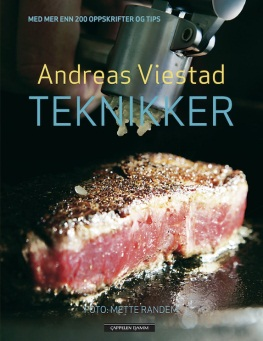 MED MER ENN 200 OPPSKRIFTER OG TIPS
Andreas Viestad
TEKNIKKER
FOTO: METTE RANDEM
CAPPELEN DAMM